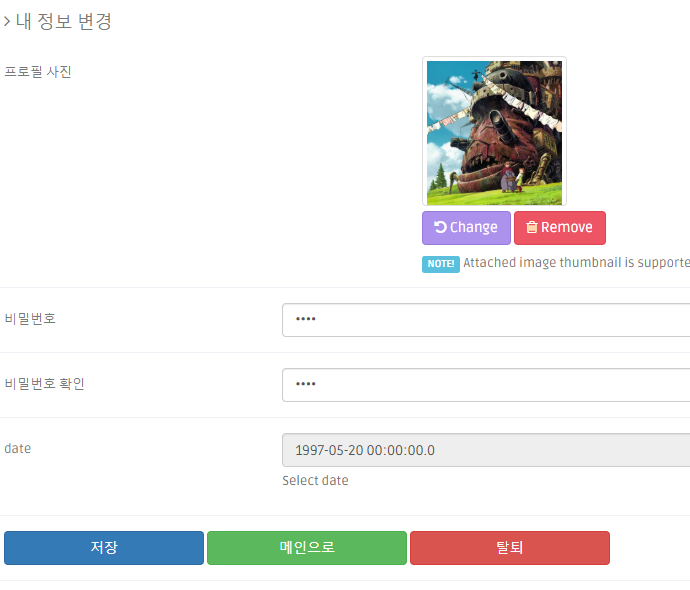 내 정보 변경
프로필 사진
Change Remove
NOTE! Attached image thumbnail is supporte
비밀번호 ••••
비밀번호 확인 ••••
date 1997-05-20 00:00:00.0
Select date
저장 메인으로 탈퇴